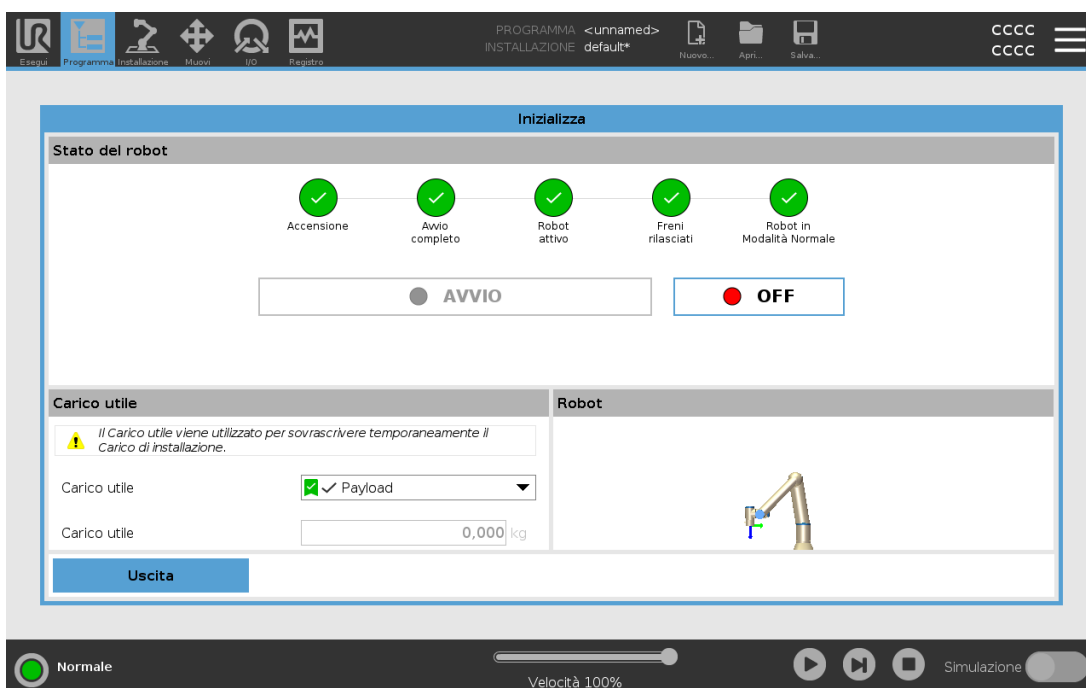 PROGRAMMA <unnamed>
INSTALLAZIONE default*
CCCC
CCCC
UR
Esegui
Programma
Installazione
Muovi
I/O
Registro
Nuovo...
Apri...
Salva...
Inizializza
Stato del robot
Accensione
Avvio
completo
Robot
attivo
Freni
rilasciati
Robot in
Modalità Normale
AVVIO
OFF
Carico utile
Robot
Il Carico utile viene utilizzato per sovrascrivere temporaneamente il
Carico di installazione.
Carico utile
Payload
Carico utile
0,000 kg
Uscita
Normale
Velocità 100%
Simulazione